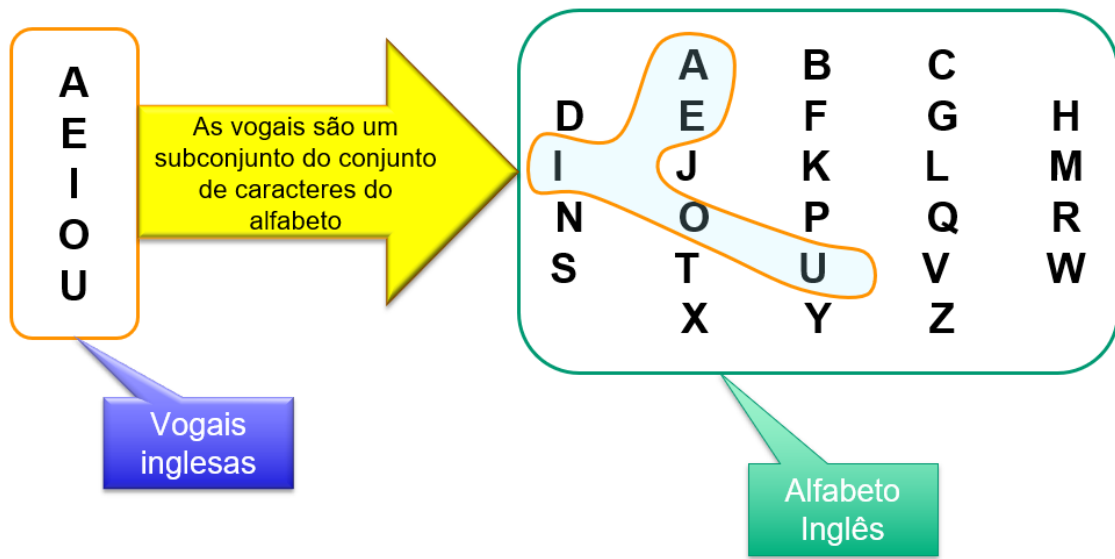 A
E
I
O
U
As vogais são um
subconjunto do conjunto
de caracteres do
alfabeto
A B C
D E F G H
I J K L M
N O P Q R
S T U V W
X Y Z
Vogais
inglesas
Alfabeto
Inglês